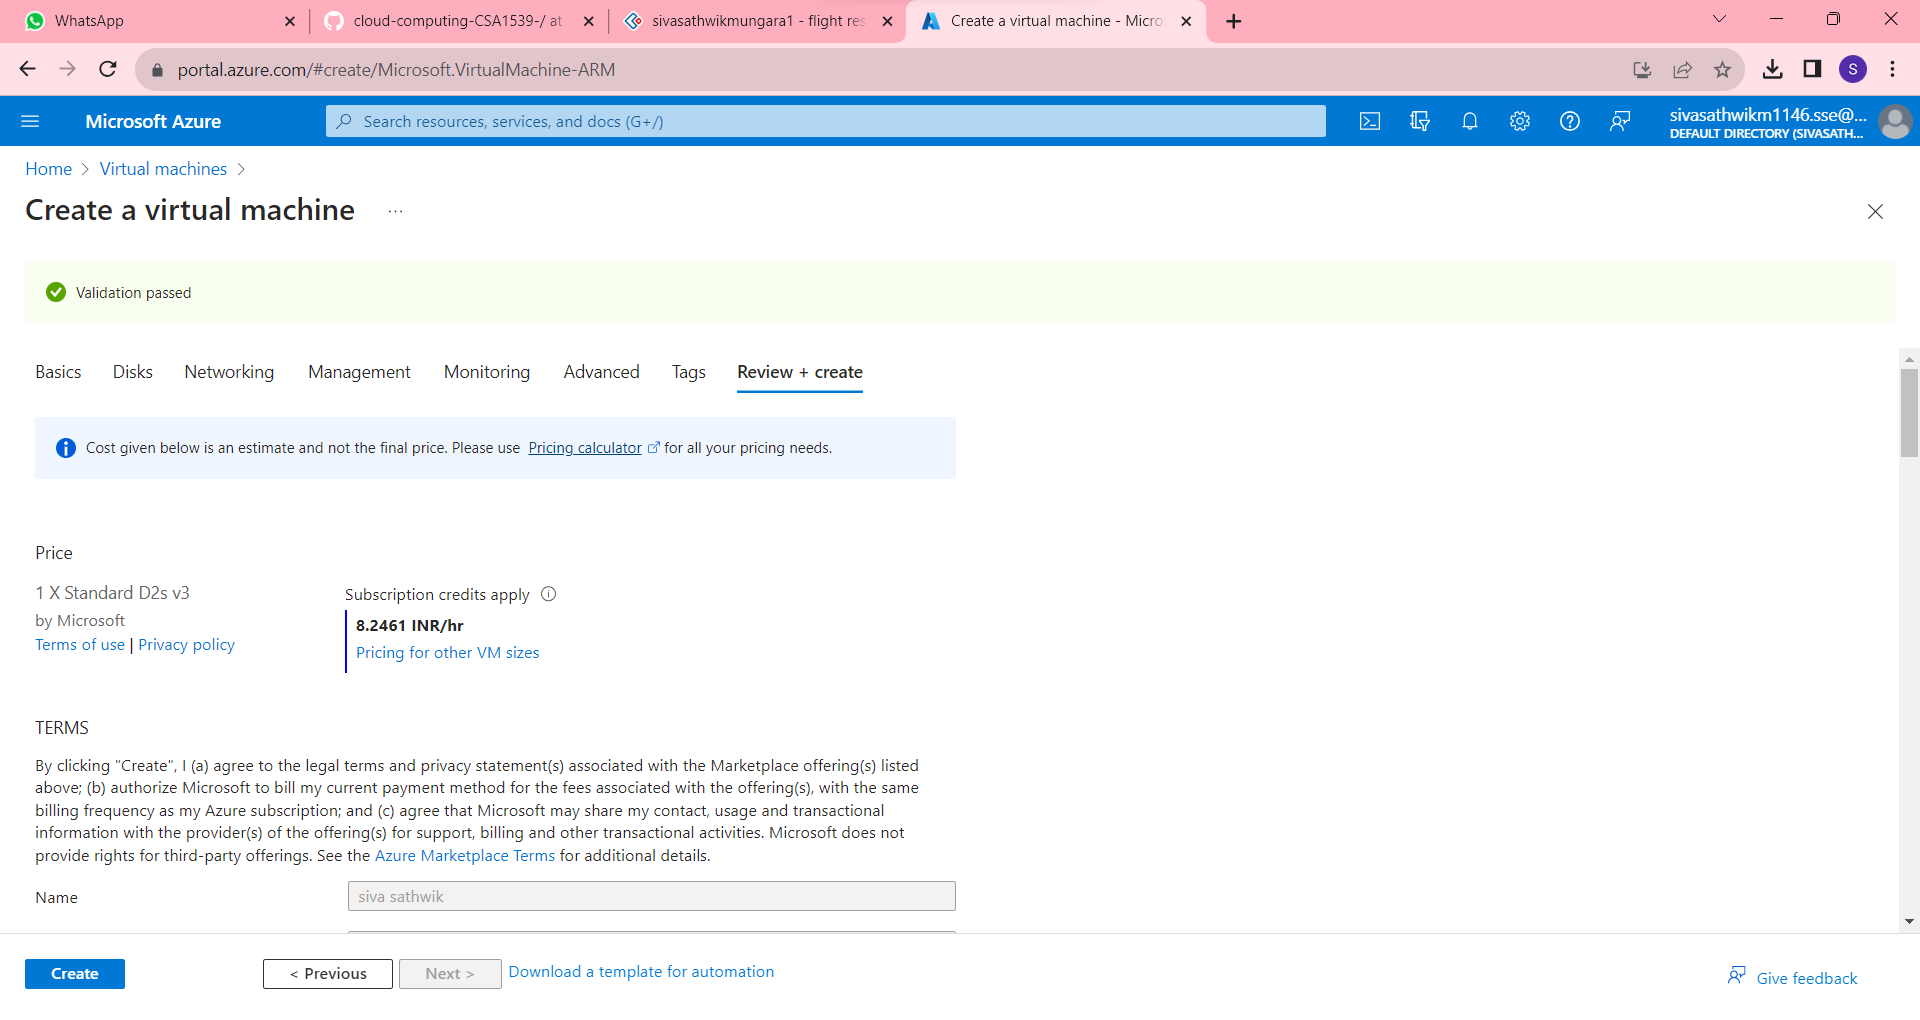 WhatsApp
cloud-computing-CSA1539-/ at
sivasathwikmungara1 - flight res
Create a virtual machine - Micro
portal.azure.com/#create/Microsoft.VirtualMachine-ARM
S
Microsoft Azure
Search resources, services, and docs (G+/)
sivasathwikm1146.sse@...
DEFAULT DIRECTORY (SIVASATH...
Home > Virtual machines >
Create a virtual machine ...
Validation passed
Basics Disks Networking Management Monitoring Advanced Tags Review + create
Cost given below is an estimate and not the final price. Please use Pricing calculator for all your pricing needs.
Price
1 X Standard D2s v3
by Microsoft
Terms of use | Privacy policy
Subscription credits apply
8.2461 INR/hr
Pricing for other VM sizes
TERMS
By clicking "Create", I (a) agree to the legal terms and privacy statement(s) associated with the Marketplace offering(s) listed
above; (b) authorize Microsoft to bill my current payment method for the fees associated with the offering(s), with the same
billing frequency as my Azure subscription; and (c) agree that Microsoft may share my contact, usage and transactional
information with the provider(s) of the offering(s) for support, billing and other transactional activities. Microsoft does not
provide rights for third-party offerings. See the Azure Marketplace Terms for additional details.
Name
siva sathwik
Create
< Previous
Next >
Download a template for automation
Give feedback